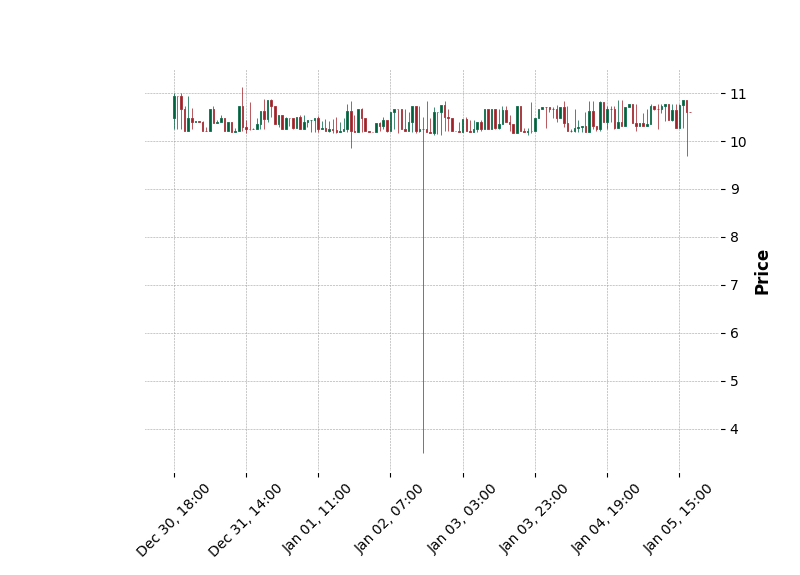 11
10
9
8
7
6
5
4
Price
Dec 30, 18:00
Dec 31, 14:00
Jan 01, 11:00
Jan 02, 07:00
Jan 03, 03:00
Jan 03, 23:00
Jan 04, 19:00
Jan 05, 15:00